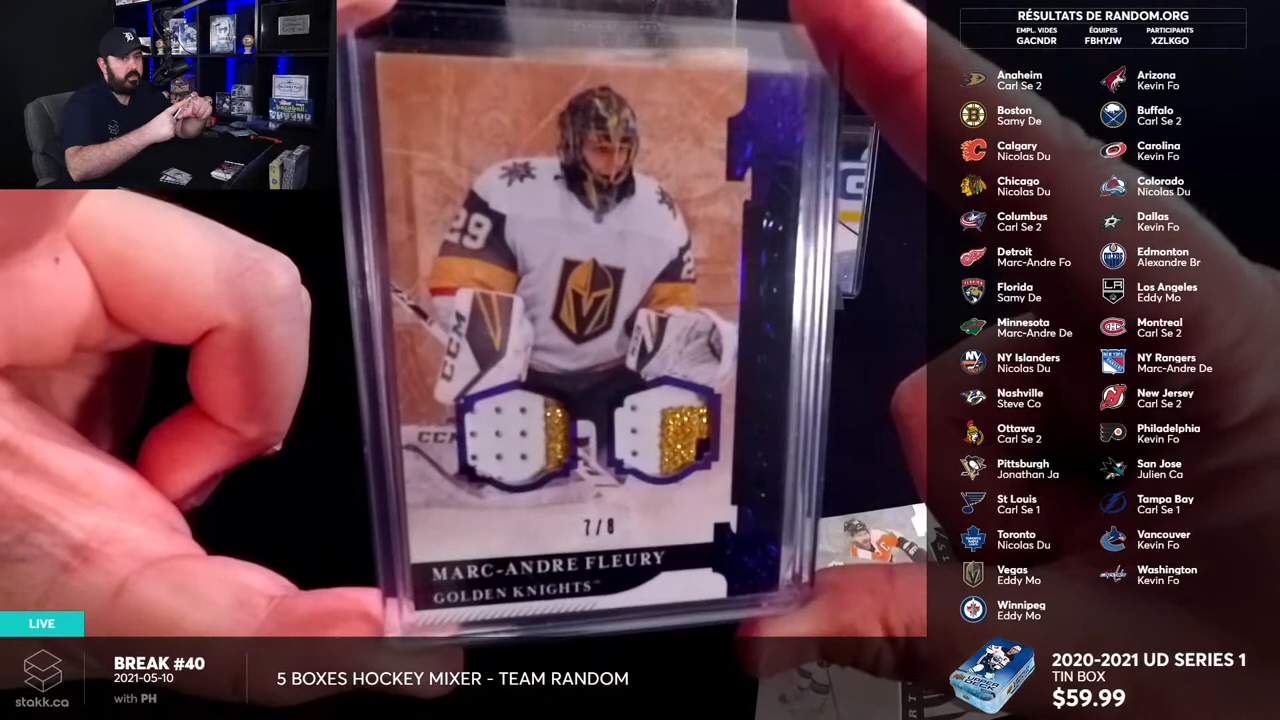 RÉSULTATS DE RANDOM.ORG
EMPL. VIDES ÉQUIPES PARTICIPANTS
GACNDR FBHYJW XZLKGO
Anaheim
Carl Se 2
Arizona
Kevin Fo
Boston
Samy De
Buffalo
Carl Se 2
Calgary
Nicolas Du
Carolina
Kevin Fo
Chicago
Nicolas Du
Colorado
Nicolas Du
Columbus
Carl Se 2
Dallas
Kevin Fo
Detroit
Marc-Andre Fo
Edmonton
Alexandre Br
Florida
Samy De
Los Angeles
Eddy Mo
Minnesota
Marc-Andre De
Montreal
Carl Se 2
NY Islanders
Nicolas Du
NY Rangers
Marc-Andre De
Nashville
Steve Co
New Jersey
Carl Se 2
Ottawa
Carl Se 2
Philadelphia
Kevin Fo
Pittsburgh
Jonathan Ja
San Jose
Julien Ca
St Louis
Carl Se 1
Tampa Bay
Carl Se 1
Toronto
Nicolas Du
Vancouver
Kevin Fo
Vegas
Eddy Mo
Washington
Kevin Fo
Winnipeg
Eddy Mo
29
CCM
7/8
MARC-ANDRE FLEURY
GOLDEN KNIGHTS
LIVE
stakk.ca
BREAK #40
2021-05-10
with PH
5 BOXES HOCKEY MIXER - TEAM RANDOM
2020-2021 UD SERIES 1
TIN BOX
$59.99